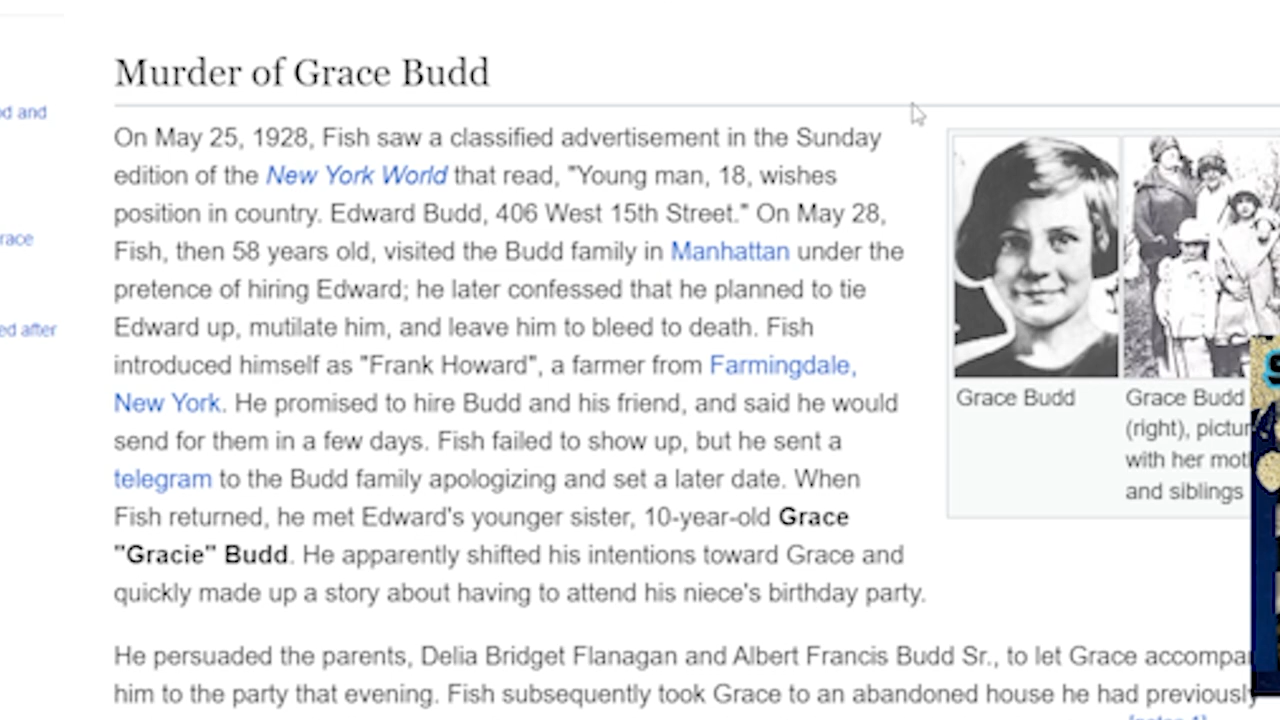 Murder of Grace Budd
od and
race
ed after
On May 25, 1928, Fish saw a classified advertisement in the Sunday
edition of the New York World that read, "Young man, 18, wishes
position in country. Edward Budd, 406 West 15th Street." On May 28,
Fish, then 58 years old, visited the Budd family in Manhattan under the
pretence of hiring Edward; he later confessed that he planned to tie
Edward up, mutilate him, and leave him to bleed to death. Fish
introduced himself as "Frank Howard", a farmer from Farmingdale,
New York. He promised to hire Budd and his friend, and said he would
send for them in a few days. Fish failed to show up, but he sent a
telegram to the Budd family apologizing and set a later date. When
Fish returned, he met Edward's younger sister, 10-year-old Grace
"Gracie" Budd. He apparently shifted his intentions toward Grace and
quickly made up a story about having to attend his niece's birthday party.
Grace Budd
Grace Budd
(right), pictur
with her mot
and siblings
He persuaded the parents, Delia Bridget Flanagan and Albert Francis Budd Sr., to let Grace accompa
him to the party that evening. Fish subsequently took Grace to an abandoned house he had previously